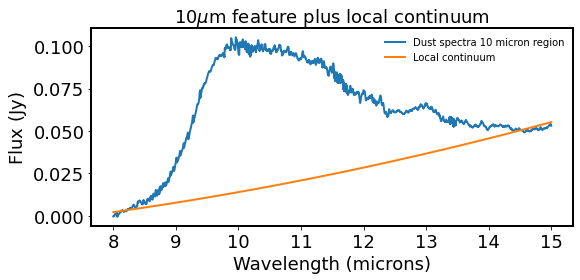 10μm feature plus local continuum
Dust spectra 10 micron region
Local continuum
Flux (Jy)
0.100
0.075
0.050
0.025
0.000
8 9 10 11 12 13 14 15
Wavelength (microns)